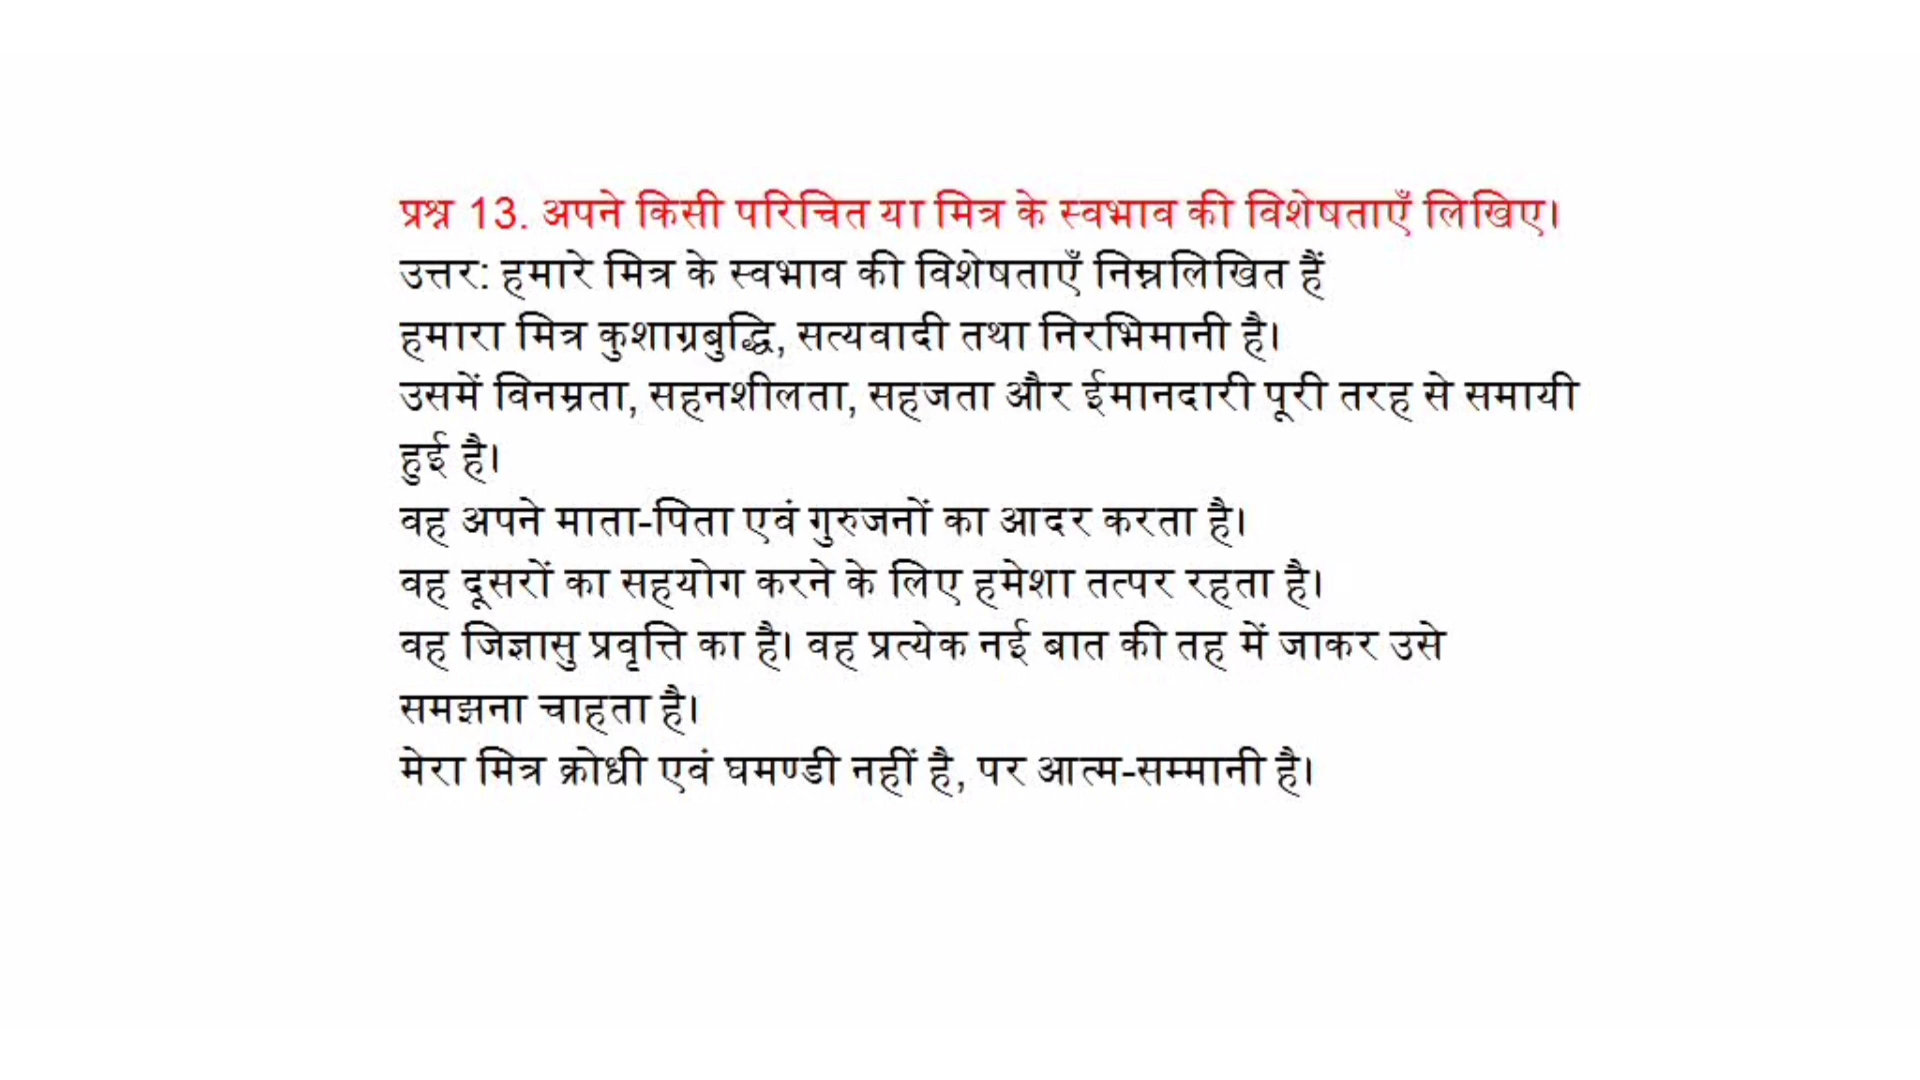 प्रश्न 13. अपने किसी परिचित या मित्र के स्वभाव की विशेषताएँ लिखिए।
उत्तर: हमारे मित्र के स्वभाव की विशेषताएँ निम्नलिखित हैं
हमारा मित्र कुशाग्रबुद्धि, सत्यवादी तथा निरभिमानी है।
उसमें विनम्रता, सहनशीलता, सहजता और ईमानदारी पूरी तरह से समायी
हुई है।
वह अपने माता-पिता एवं गुरुजनों का आदर करता है।
वह दूसरों का सहयोग करने के लिए हमेशा तत्पर रहता है।
वह जिज्ञासु प्रवृत्ति का है। वह प्रत्येक नई बात की तह में जाकर उसे
समझना चाहता है।
मेरा मित्र क्रोधी एवं घमण्डी नहीं है, पर आत्म-सम्मानी है।